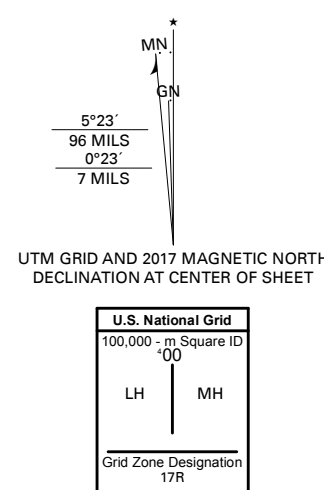 ★
MN
GN
5°23´
96 MILS
0°23´
7 MILS
UTM GRID AND 2017 MAGNETIC NORTH
DECLINATION AT CENTER OF SHEET
U.S. National Grid
100,000 - m Square ID
⁴00
LH MH
Grid Zone Designation
17R